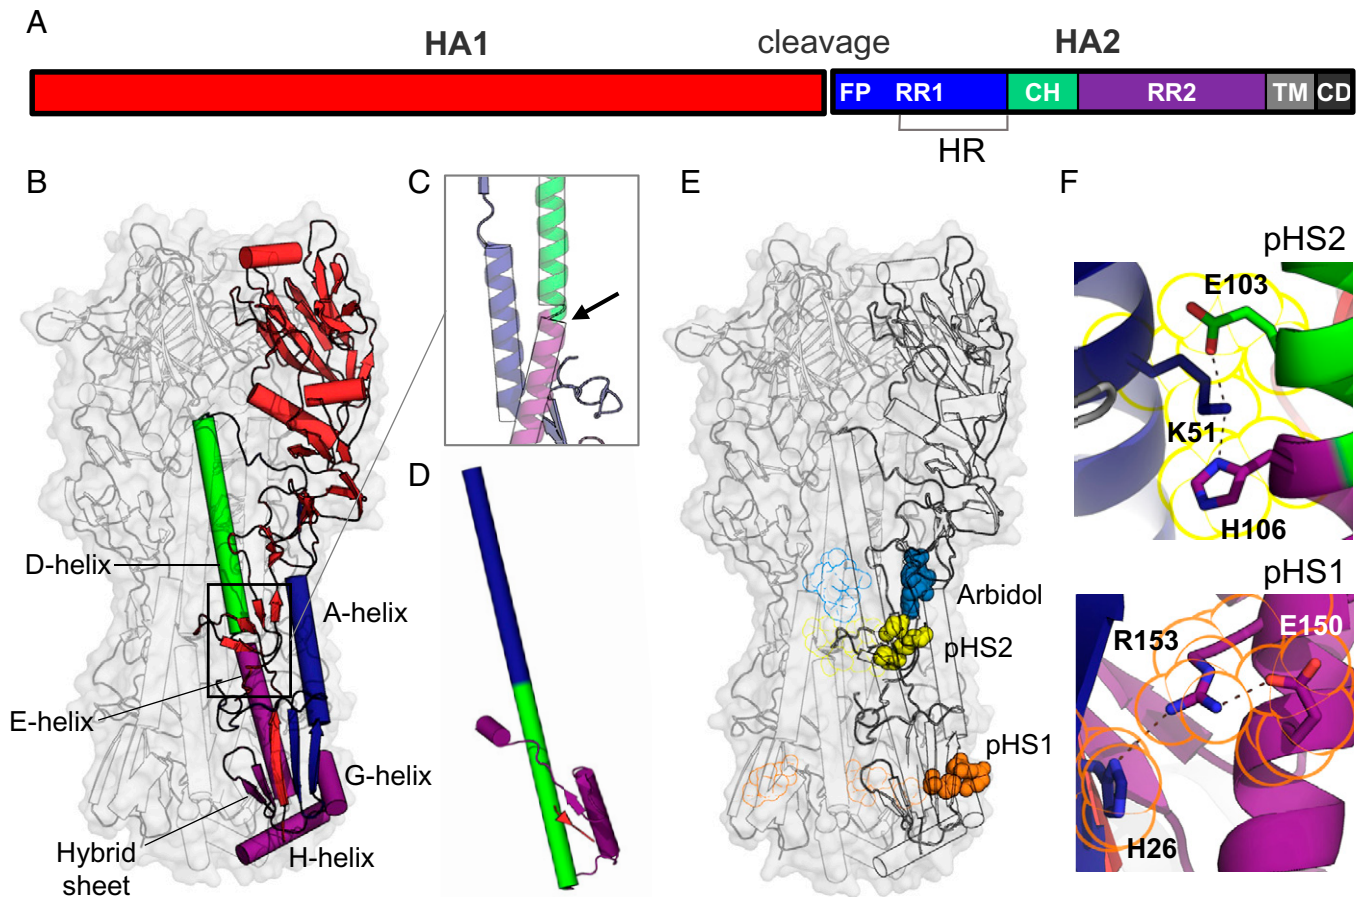 A
HA1
cleavage
HA2
FP
RR1
CH
RR2
TM
CD
HR
B
C
D
E
F
D-helix
A-helix
E-helix
G-helix
Hybrid
sheet
H-helix
Arbidol
pHS2
pHS1
pHS2
E103
K51
H106
pHS1
R153
E150
H26